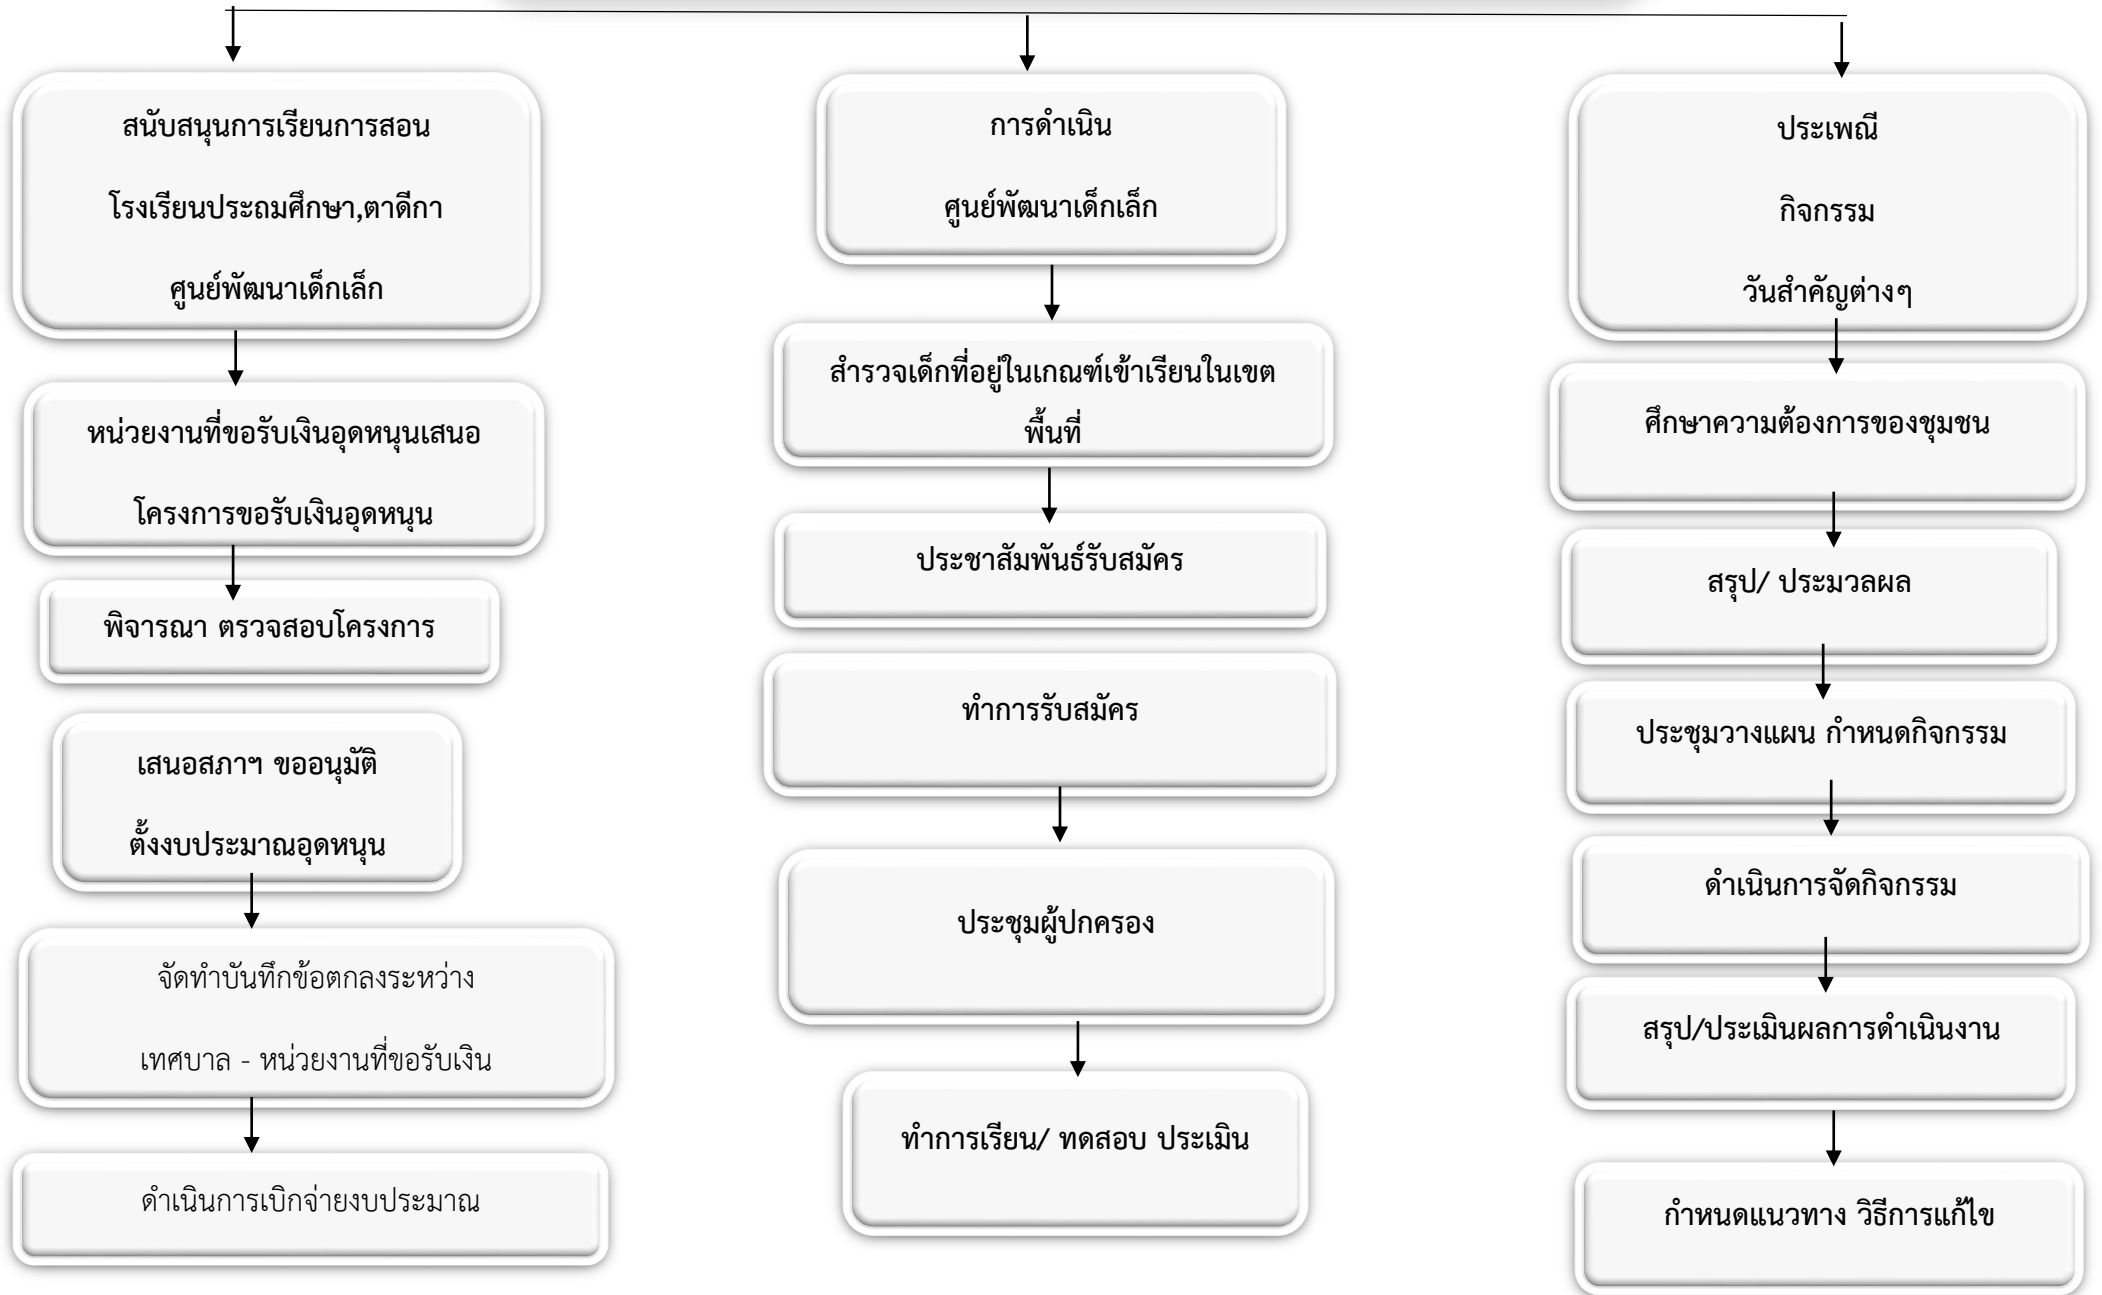 สนับสนุนการเรียนการสอน
โรงเรียนประถมศึกษา,ตาดีกา
ศูนย์พัฒนาเด็กเล็ก
หน่วยงานที่ขอรับเงินอุดหนุนเสนอ
โครงการขอรับเงินอุดหนุน
พิจารณา ตรวจสอบโครงการ
เสนอสภาฯ ขออนุมัติ
ตั้งงบประมาณอุดหนุน
จัดทำบันทึกข้อตกลงระหว่าง
เทศบาล - หน่วยงานที่ขอรับเงิน
ดำเนินการเบิกจ่ายงบประมาณ
การดำเนิน
ศูนย์พัฒนาเด็กเล็ก
สำรวจเด็กที่อยู่ในเกณฑ์เข้าเรียนในเขต
พื้นที่
ประชาสัมพันธ์รับสมัคร
ทำการรับสมัคร
ประชุมผู้ปกครอง
ทำการเรียน/ ทดสอบ ประเมิน
ประเพณี
กิจกรรม
วันสำคัญต่างๆ
ศึกษาความต้องการของชุมชน
สรุป/ ประมวลผล
ประชุมวางแผน กำหนดกิจกรรม
ดำเนินการจัดกิจกรรม
สรุป/ประเมินผลการดำเนินงาน
กำหนดแนวทาง วิธีการแก้ไข